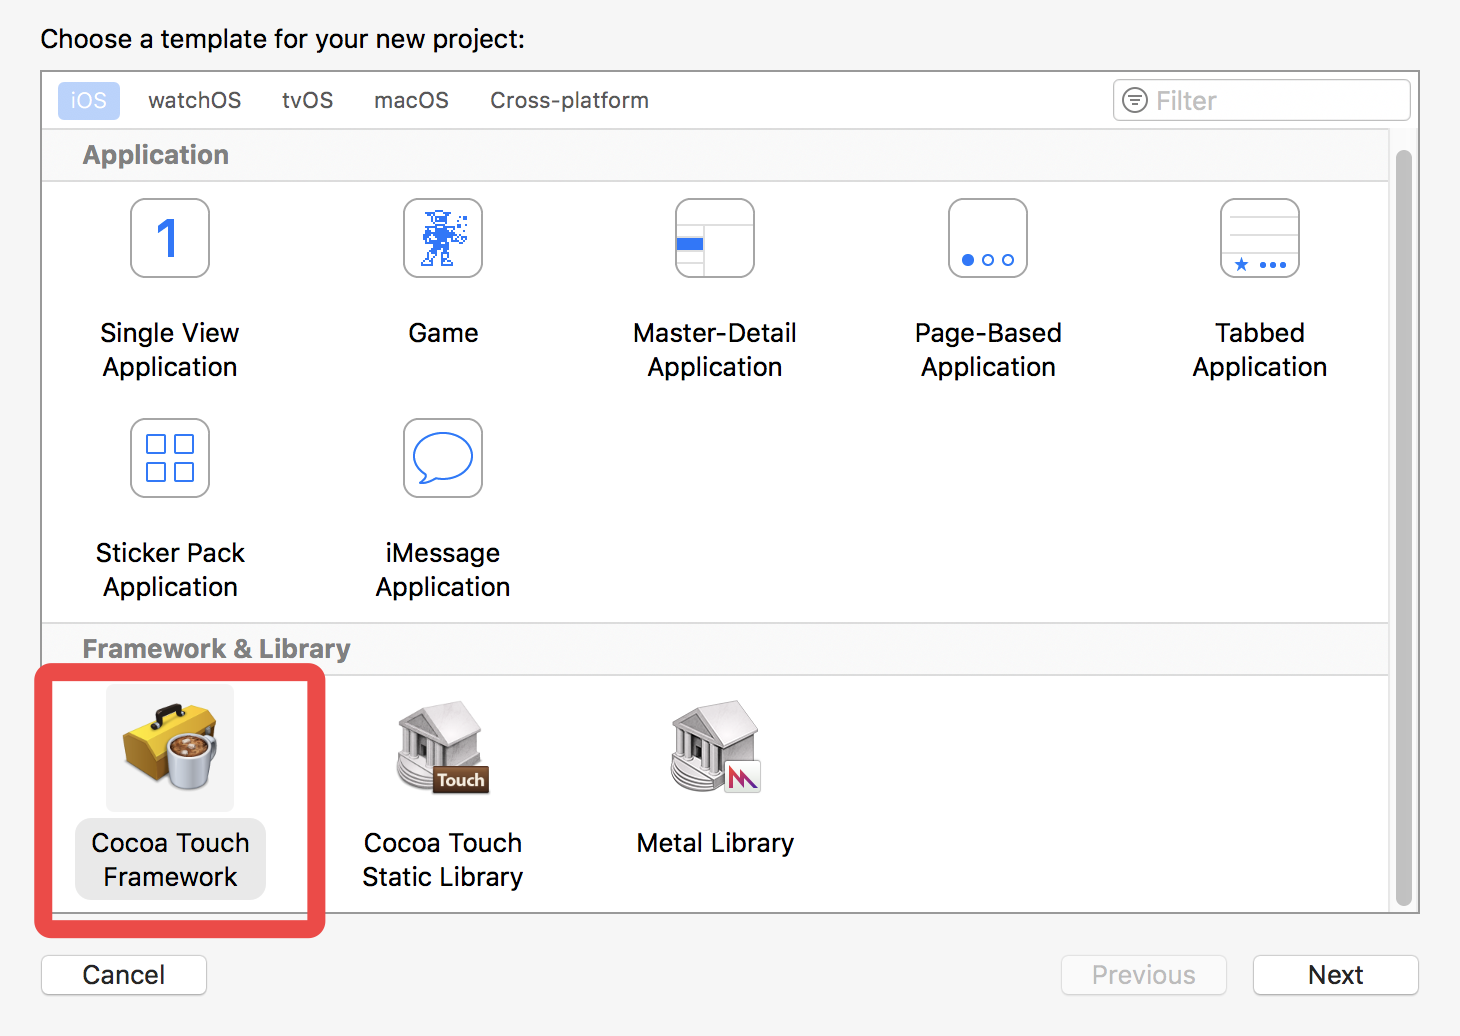 Choose a template for your new project:
iOS watchOS tvOS macOS Cross-platform Filter
Application
1
Single View Application
Game
Master-Detail Application
Page-Based Application
Tabbed Application
Sticker Pack Application
iMessage Application
Framework & Library
Touch
Cocoa Touch Framework
Cocoa Touch Static Library
Metal Library
Cancel Previous Next